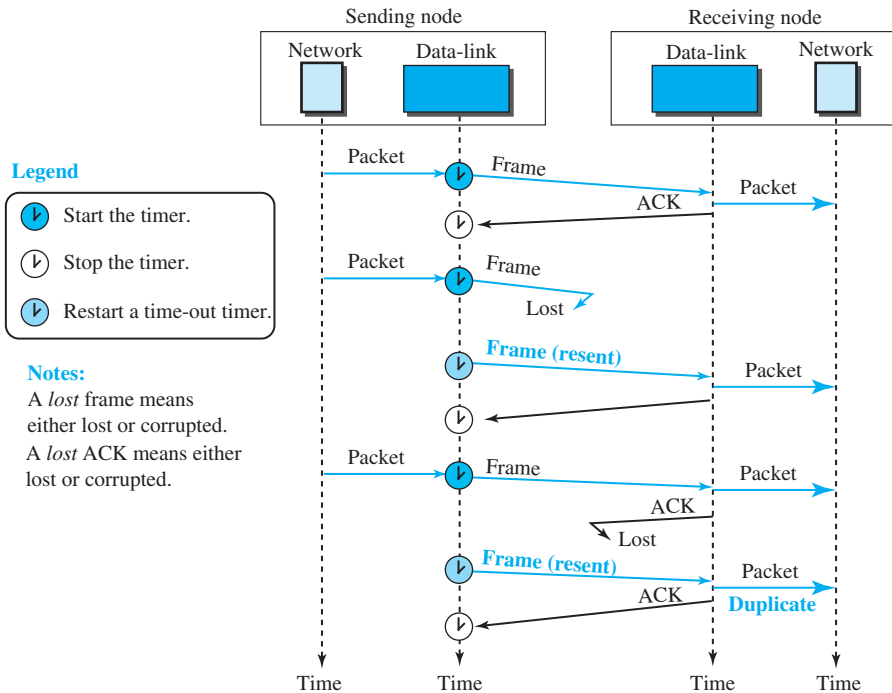 Sending node
Receiving node
Network
Data-link
Data-link
Network
Legend
Start the timer.
Stop the timer.
Restart a time-out timer.
Notes:
A lost frame means
either lost or corrupted.
A lost ACK means either
lost or corrupted.
Packet
Frame
Packet
ACK
Packet
Frame
Lost
Frame (resent)
Packet
Packet
Frame
Packet
ACK
Lost
Frame (resent)
Packet
ACK
Duplicate
Time
Time
Time
Time